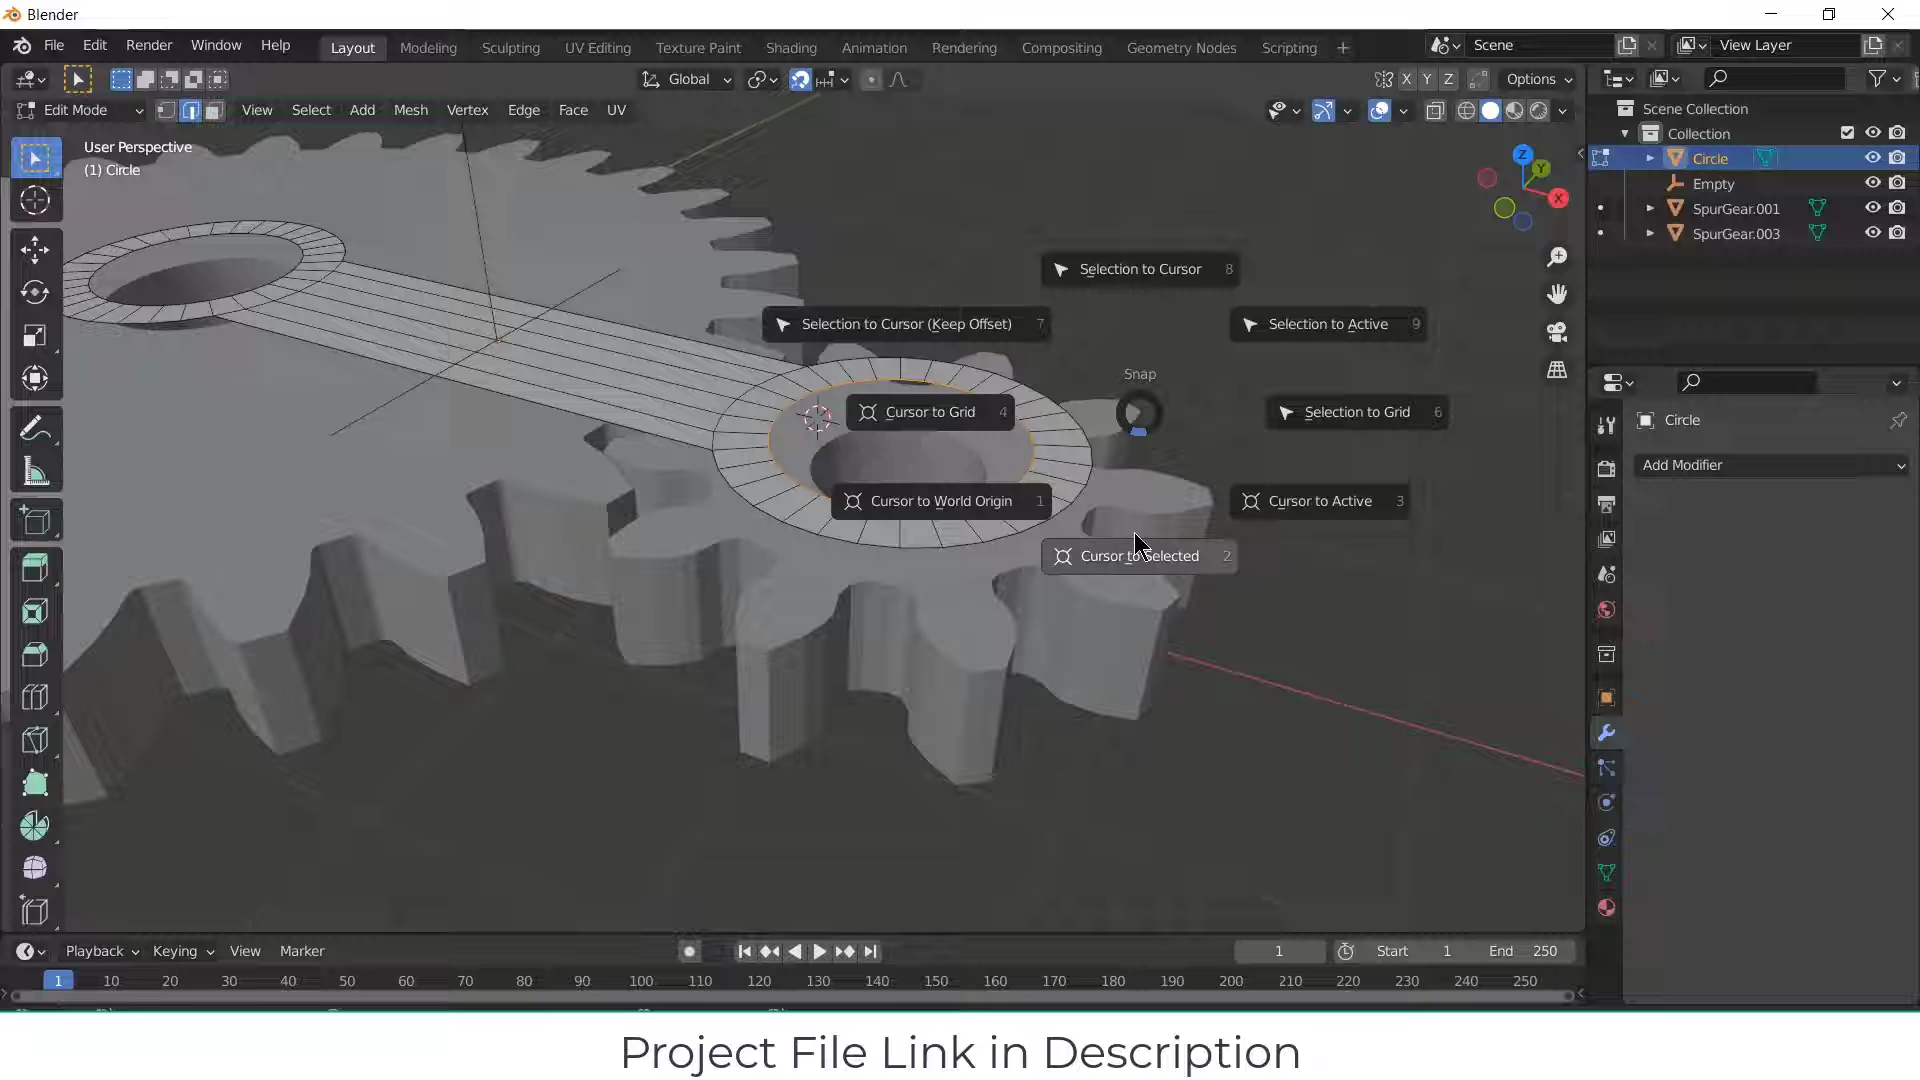 Blender
File Edit Render Window Help Layout Modeling Sculpting UV Editing Texture Paint Shading Animation Rendering Compositing Geometry Nodes Scripting Scene View Layer
Global X Y Z Options
Edit Mode View Select Add Mesh Vertex Edge Face UV
User Perspective
(1) Circle
Z Y X
Scene Collection
Collection
Circle
Empty
SpurGear.001
SpurGear.003
Selection to Cursor 8
Selection to Cursor (Keep Offset) 7
Selection to Active 9
Snap
Cursor to Grid 4
Selection to Grid 6
Cursor to World Origin 1
Cursor to Active 3
Cursor to Selected 2
Circle
Add Modifier
Playback Keying View Marker 1 Start 1 End 250
1 10 20 30 40 50 60 70 80 90 100 110 120 130 140 150 160 170 180 190 200 210 220 230 240 250
Project File Link in Description